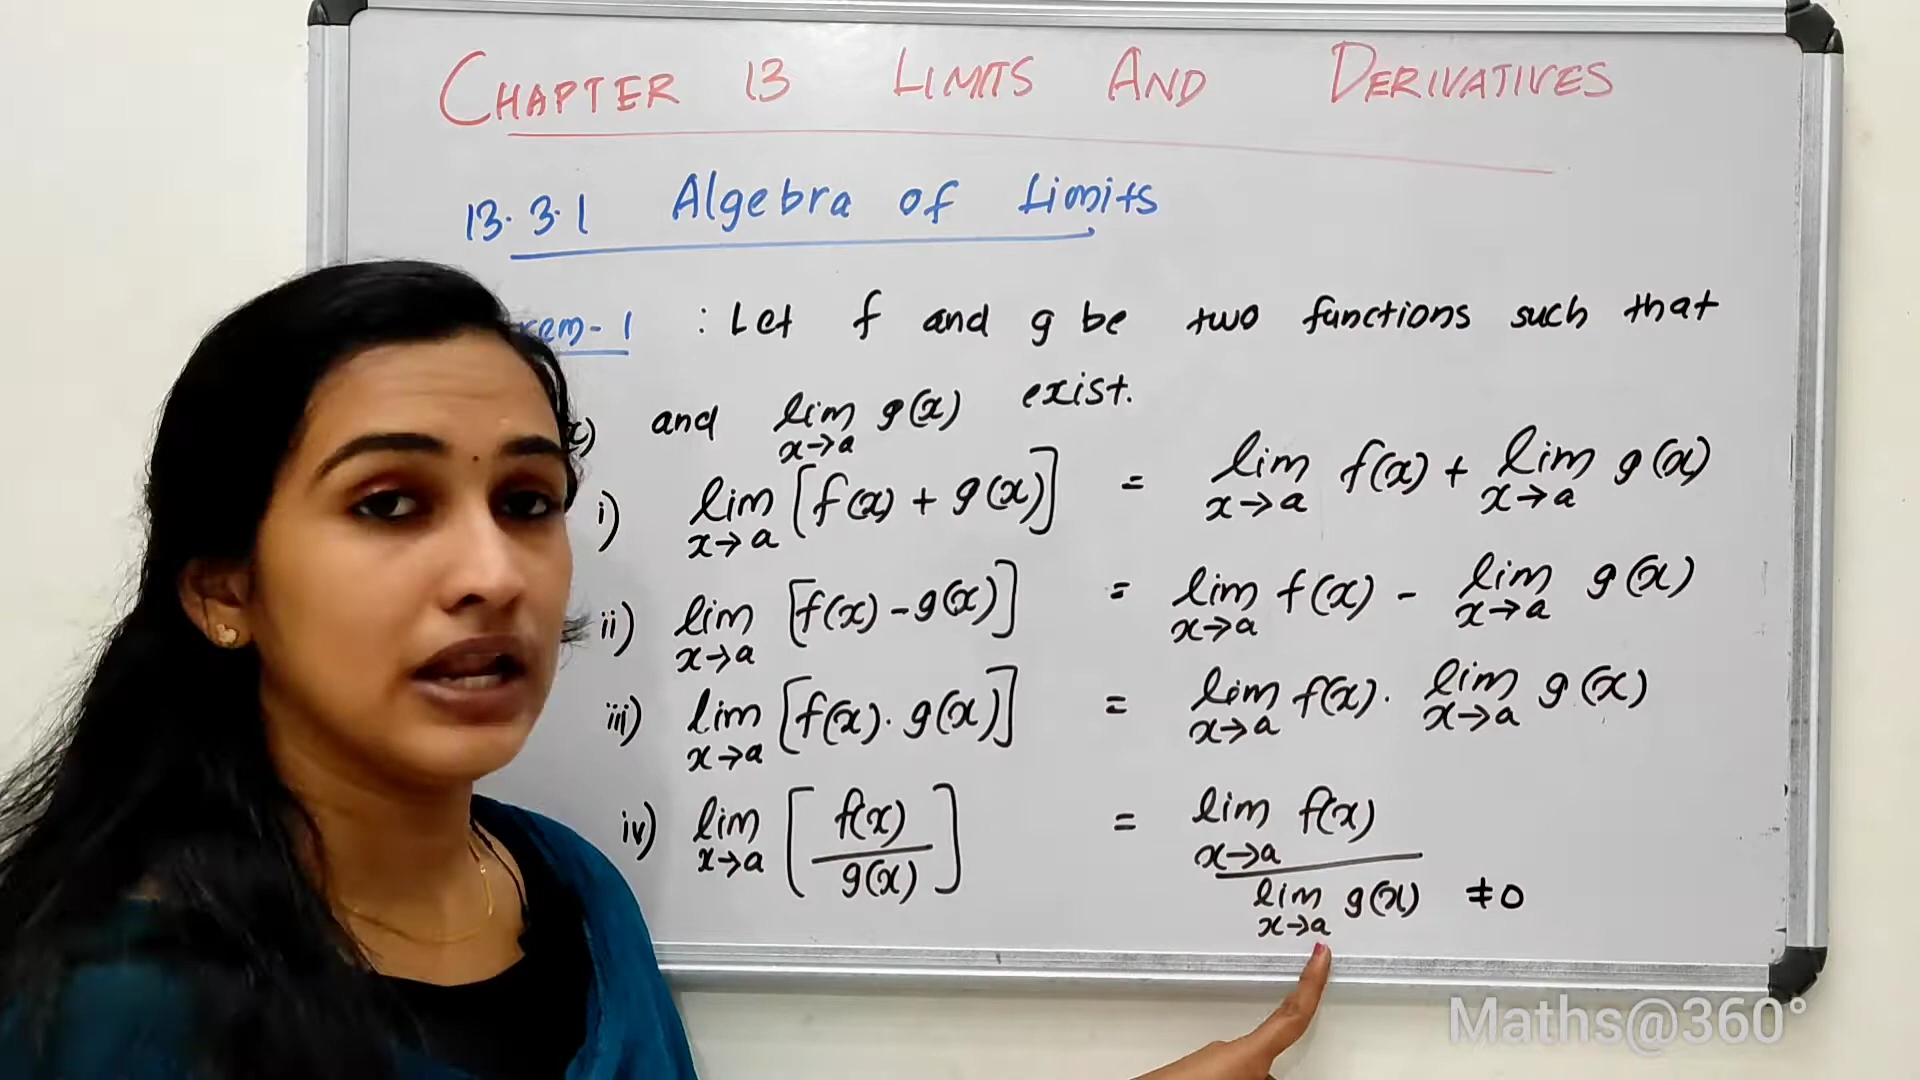 CHAPTER 13 LIMITS AND DERIVATIVES
13.3.1 Algebra of Limits
: Let f and g be two functions such that
and lim x→a g(x) exist.
i) lim x→a [f(x) + g(x)] = lim x→a f(x) + lim x→a g(x)
ii) lim x→a [f(x) - g(x)] = lim x→a f(x) - lim x→a g(x)
iii) lim x→a [f(x) . g(x)] = lim x→a f(x) . lim x→a g(x)
iv) lim x→a [f(x) / g(x)] = lim x→a f(x) / lim x→a g(x) ≠0
Maths@360°